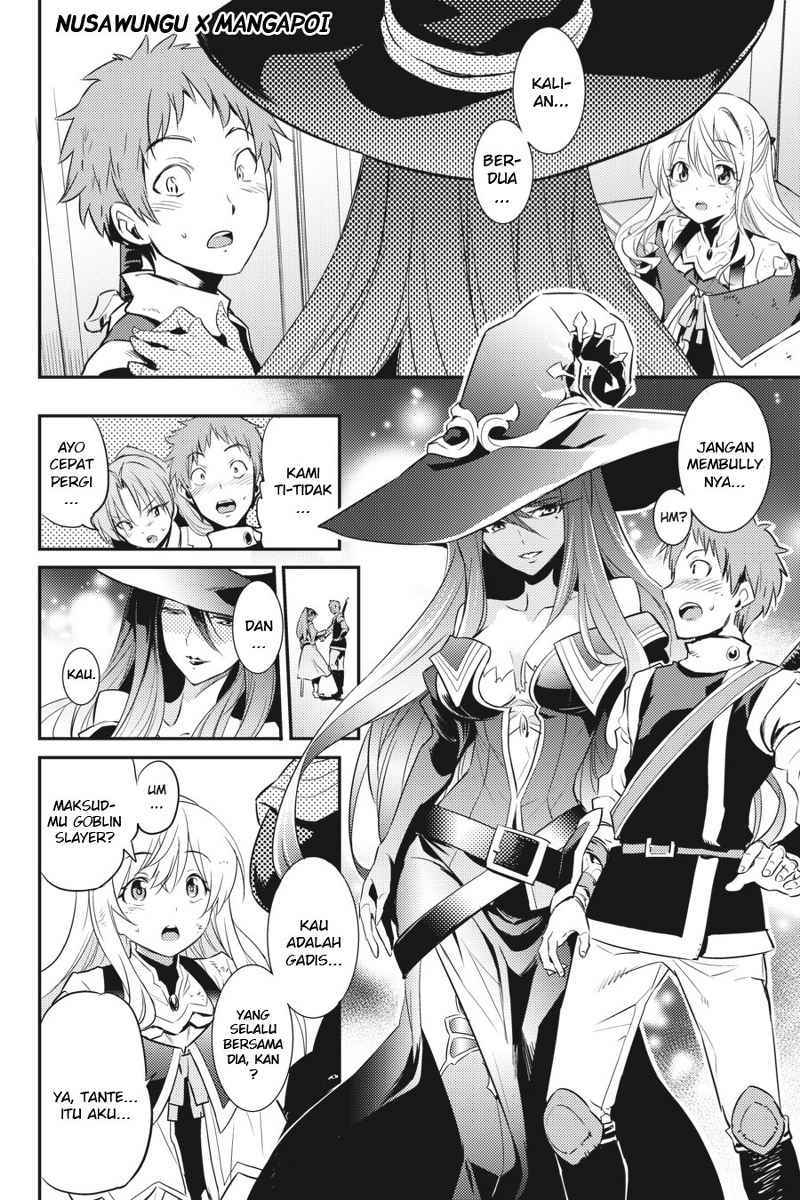 NUSAWUNGU X MANGAPOI
KALI-
AN...
BER-
DUA
...
JANGAN
MEMBULLY
NYA...
HM?
KAMI
TI-TIDAK
...
AYO
CEPAT
PERGI
...
DAN
...
KAU.
KAU
ADALAH
GADIS...
YANG
SELALU
BERSAMA
DIA, KAN
?
UM
...
MAKSUD-
MU GOBLIN
SLAYER?
YA, TANTE...
ITU AKU...